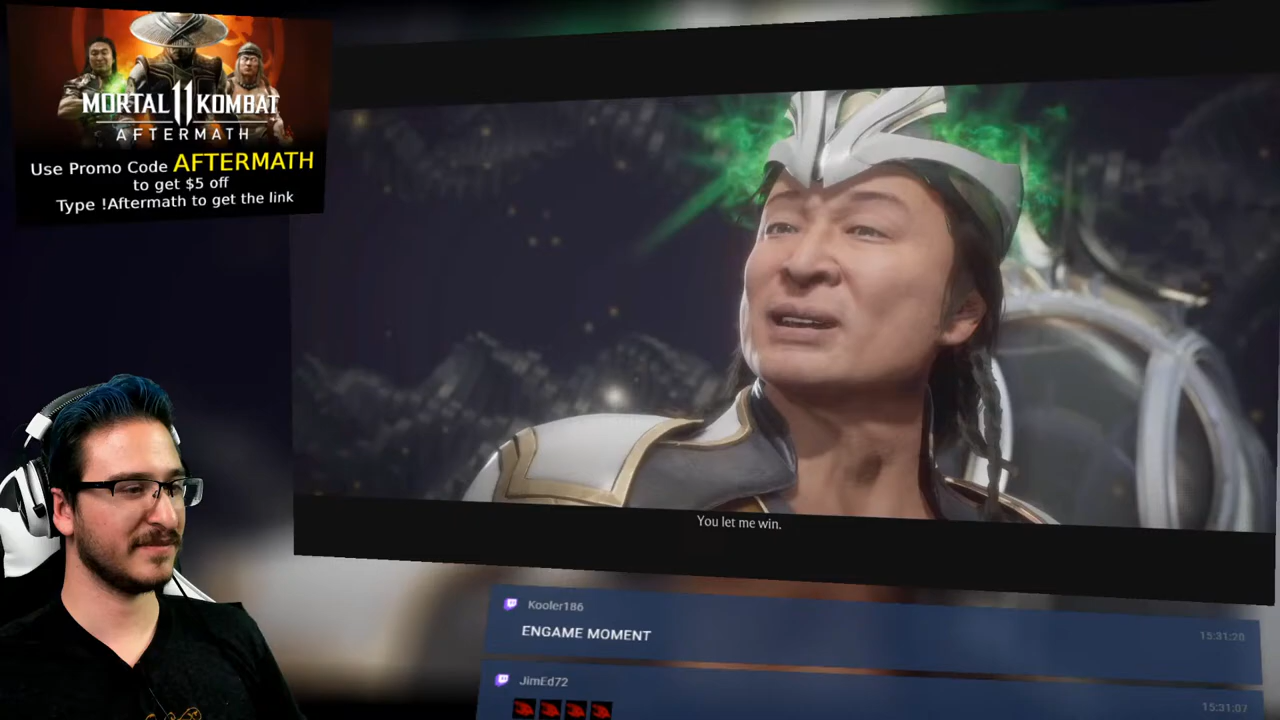 MORTAL 11 KOMBAT
AFTERMATH
Use Promo Code AFTERMATH
to get $5 off
Type !Aftermath to get the link
You let me win.
Kooler186
ENGAME MOMENT
15:31:28
JimEd72
15:31:07